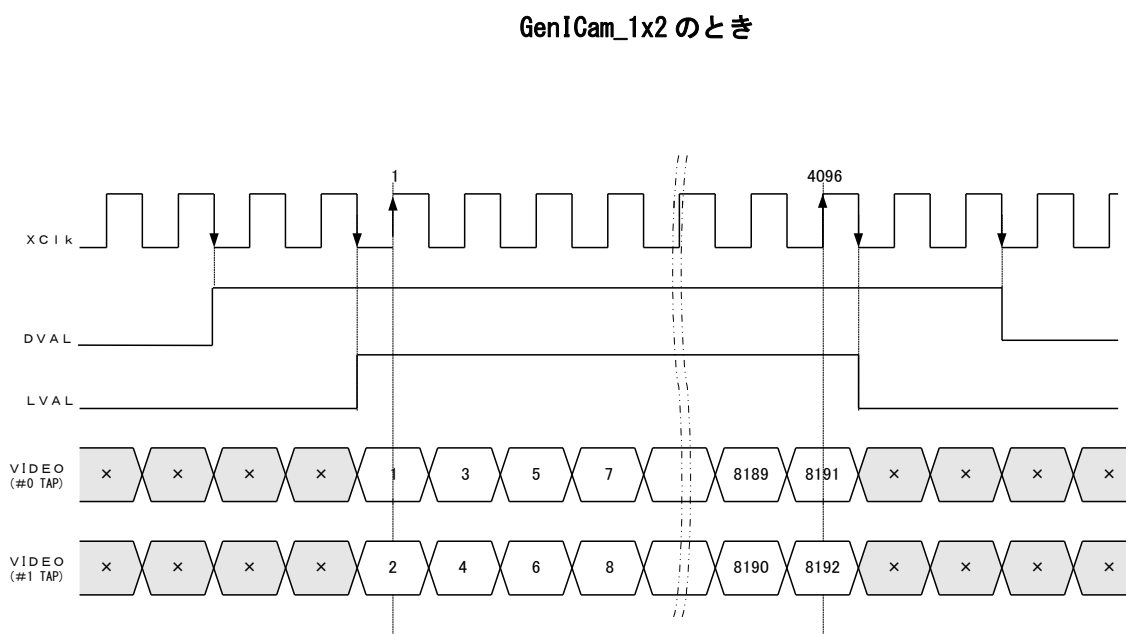 GenICam_1x2 のとき
1 4096
XClk
DVAL
LVAL
VIDEO × × × × 1 3 5 7 8189 8191 × × × ×
(#0 TAP)
VIDEO × × × × 2 4 6 8 8190 8192 × × × ×
(#1 TAP)